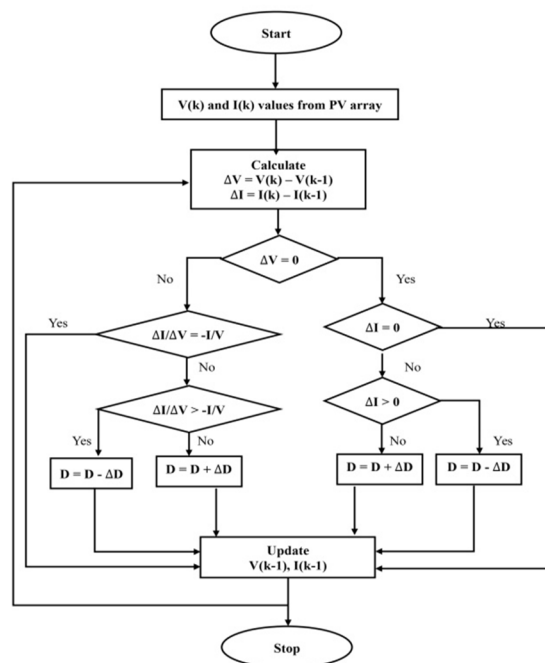 Start
V(k) and I(k) values from PV array
Calculate
ΔV = V(k) – V(k-1)
ΔI = I(k) – I(k-1)
ΔV = 0
No
Yes
Yes
ΔI/ΔV = -I/V
ΔI = 0
Yes
No
No
ΔI/ΔV > -I/V
ΔI > 0
Yes
No
No
Yes
D = D - ΔD
D = D + ΔD
D = D + ΔD
D = D - ΔD
Update
V(k-1), I(k-1)
Stop